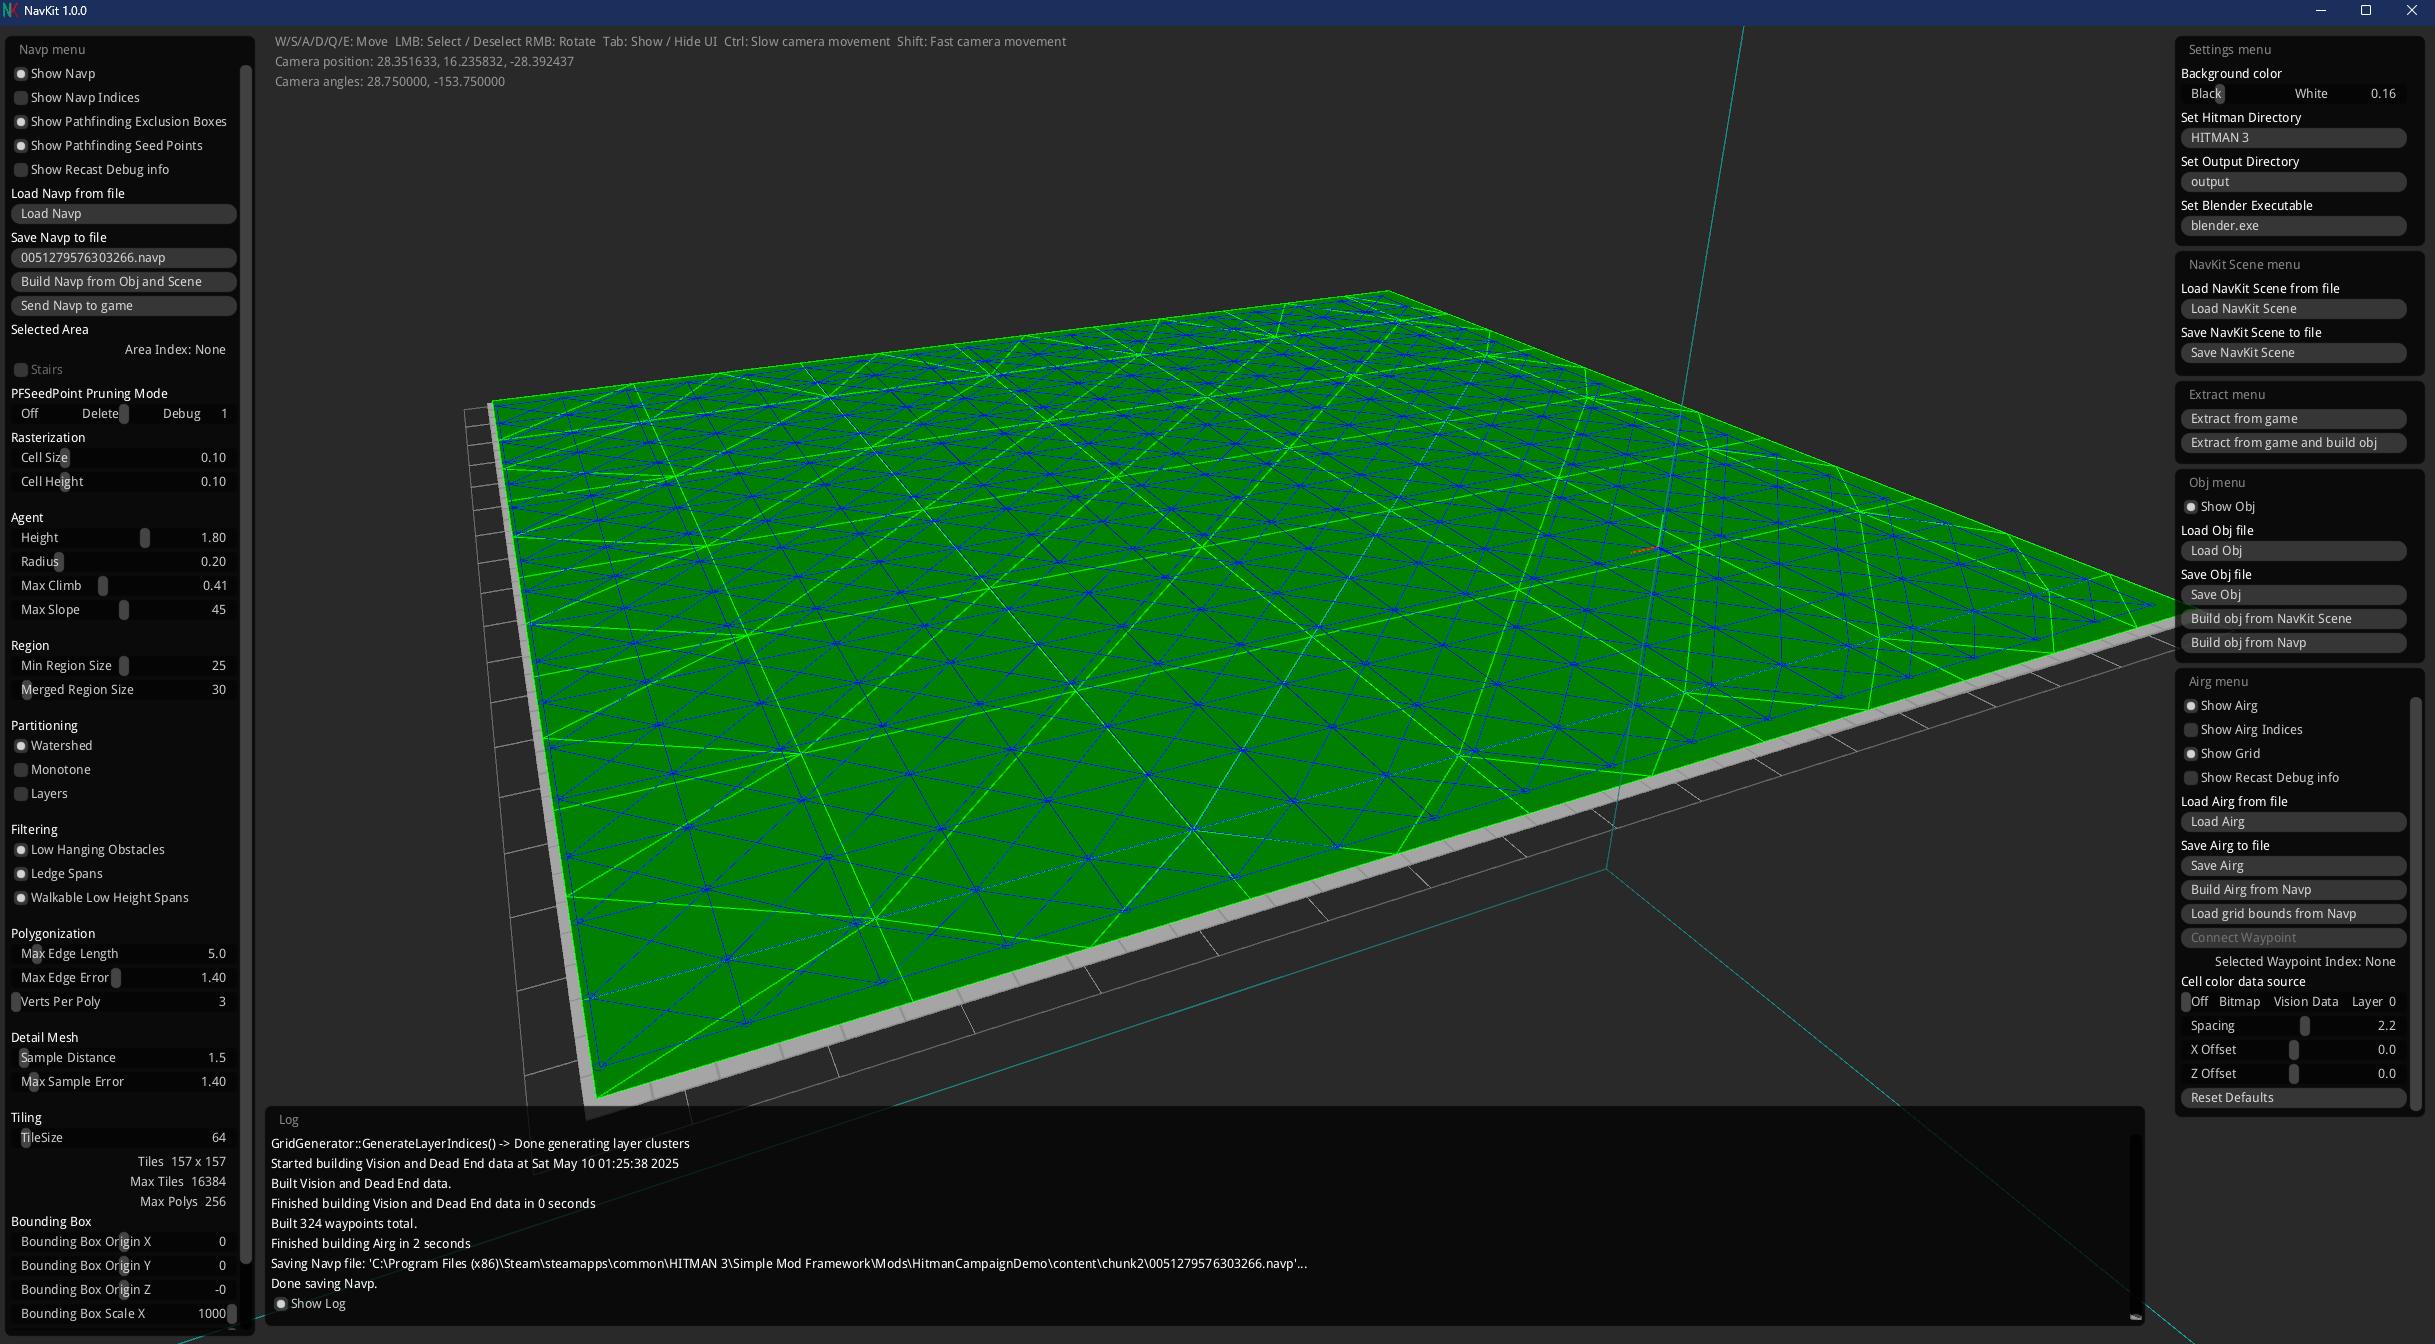 NavKit 1.0.0
Navp menu
Show Navp
Show Navp Indices
Show Pathfinding Exclusion Boxes
Show Pathfinding Seed Points
Show Recast Debug info
Load Navp from file
Load Navp
Save Navp to file
0051279576303266.navp
Build Navp from Obj and Scene
Send Navp to game
Selected Area
Area Index: None
Stairs
PFSeedPoint Pruning Mode
Off Delete Debug 1
Rasterization
Cell Size 0.10
Cell Height 0.10
Agent
Height 1.80
Radius 0.20
Max Climb 0.41
Max Slope 45
Region
Min Region Size 25
Merged Region Size 30
Partitioning
Watershed
Monotone
Layers
Filtering
Low Hanging Obstacles
Ledge Spans
Walkable Low Height Spans
Polygonization
Max Edge Length 5.0
Max Edge Error 1.40
Verts Per Poly 3
Detail Mesh
Sample Distance 1.5
Max Sample Error 1.40
Tiling
TileSize 64
Tiles 157 x 157
Max Tiles 16384
Max Polys 256
Bounding Box
Bounding Box Origin X 0
Bounding Box Origin Y 0
Bounding Box Origin Z -0
Bounding Box Scale X 1000
W/S/A/D/Q/E: Move LMB: Select / Deselect RMB: Rotate Tab: Show / Hide UI Ctrl: Slow camera movement Shift: Fast camera movement
Camera position: 28.351633, 16.235832, -28.392437
Camera angles: 28.750000, -153.750000
Log
GridGenerator::GenerateLayerIndices() -> Done generating layer clusters
Started building Vision and Dead End data at Sat May 10 01:25:38 2025
Built Vision and Dead End data.
Finished building Vision and Dead End data in 0 seconds
Built 324 waypoints total.
Finished building Airg in 2 seconds
Saving Navp file: 'C:\Program Files (x86)\Steam\steamapps\common\HITMAN 3\Simple Mod Framework\Mods\HitmanCampaignDemo\content\chunk2\0051279576303266.navp'...
Done saving Navp.
Show Log
Settings menu
Background color
Black White 0.16
Set Hitman Directory
HITMAN 3
Set Output Directory
output
Set Blender Executable
blender.exe
NavKit Scene menu
Load NavKit Scene from file
Load NavKit Scene
Save NavKit Scene to file
Save NavKit Scene
Extract menu
Extract from game
Extract from game and build obj
Obj menu
Show Obj
Load Obj file
Load Obj
Save Obj file
Save Obj
Build obj from NavKit Scene
Build obj from Navp
Airg menu
Show Airg
Show Airg Indices
Show Grid
Show Recast Debug info
Load Airg from file
Load Airg
Save Airg to file
Save Airg
Build Airg from Navp
Load grid bounds from Navp
Connect Waypoint
Selected Waypoint Index: None
Cell color data source
Off Bitmap Vision Data Layer 0
Spacing 2.2
X Offset 0.0
Z Offset 0.0
Reset Defaults